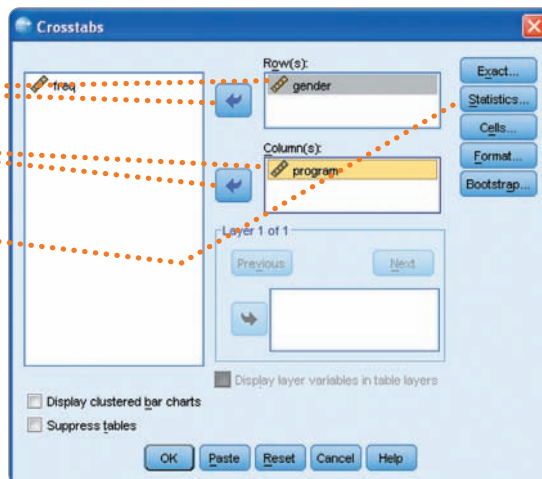 Crosstabs
Row(s):
freq
gender
Exact...
Statistics...
Cells...
Column(s):
Format...
program
Bootstrap...
Layer 1 of 1
Previous
Next
Display layer variables in table layers
Display clustered bar charts
Suppress tables
OK
Paste
Reset
Cancel
Help